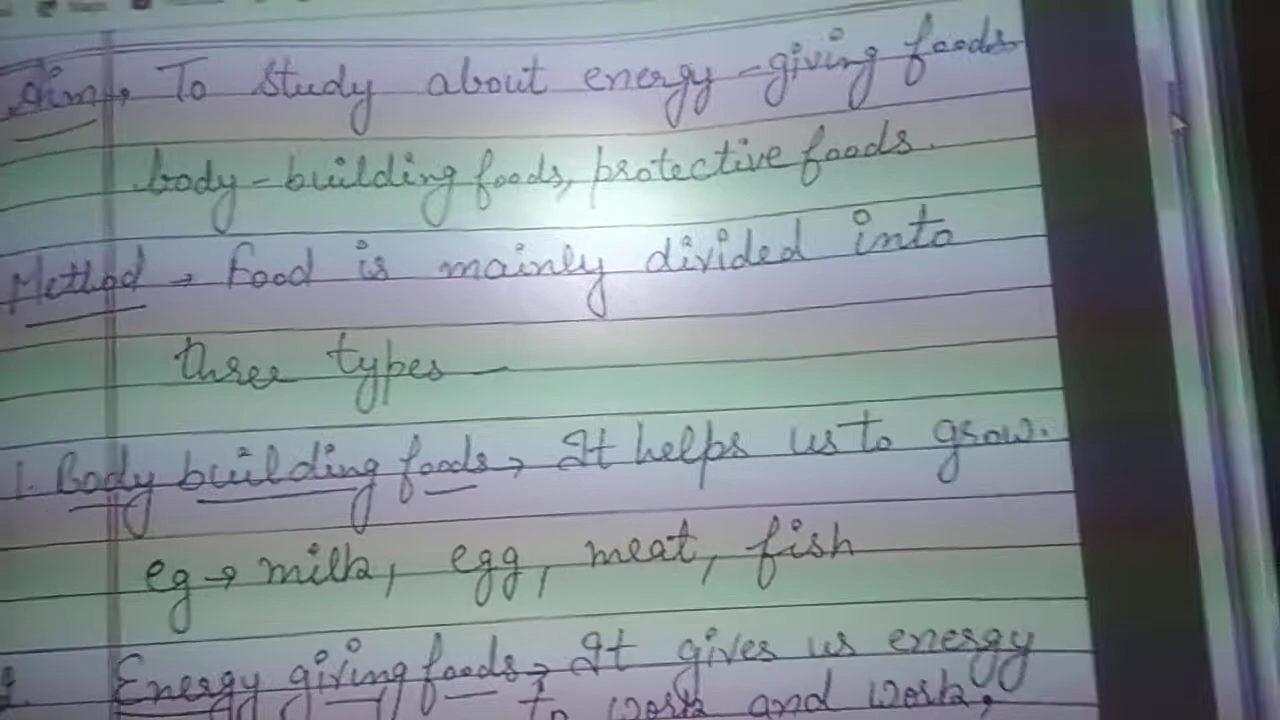 Aim → To study about energy-giving foods
body-building foods, protective foods.
Method → Food is mainly divided into
three types —
1. Body building foods → It helps us to grow.
eg → milk, egg, meat, fish
2. Energy giving foods → It gives us energy
to work and work,